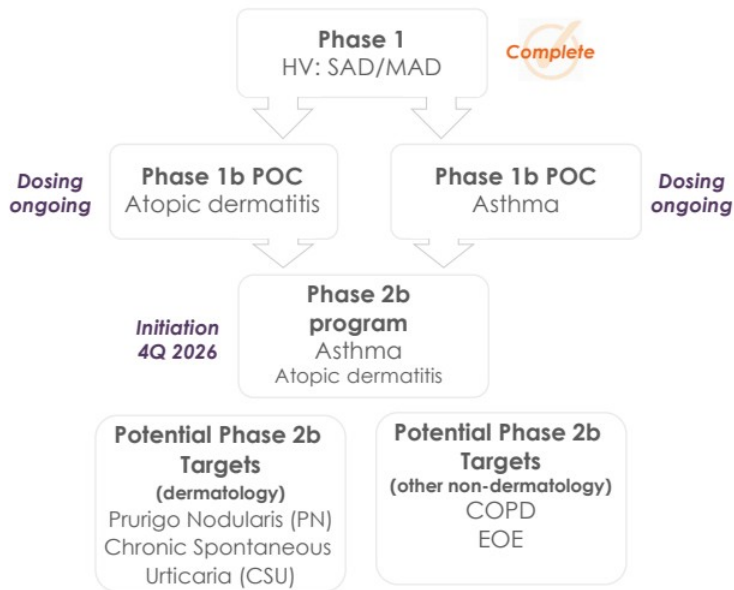 Phase 1
HV: SAD/MAD
Complete
Dosing
ongoing
Phase 1b POC
Atopic dermatitis
Phase 1b POC
Asthma
Dosing
ongoing
Initiation
4Q 2026
Phase 2b
program
Asthma
Atopic dermatitis
Potential Phase 2b
Targets
(dermatology)
Prurigo Nodularis (PN)
Chronic Spontaneous
Urticaria (CSU)
Potential Phase 2b
Targets
(other non-dermatology)
COPD
EOE